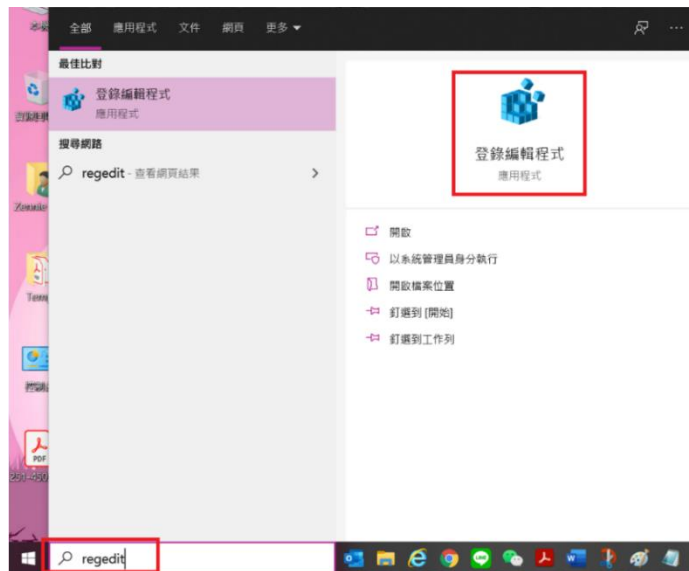 全部 應用程式 文件 網頁 更多
最佳比對
登錄編輯程式
應用程式
搜尋網路
regedit - 查看網頁結果
登錄編輯程式
應用程式
開啟
以系統管理員身分執行
開啟檔案位置
釘選到 [開始]
釘選到工作列
PDF
regedit